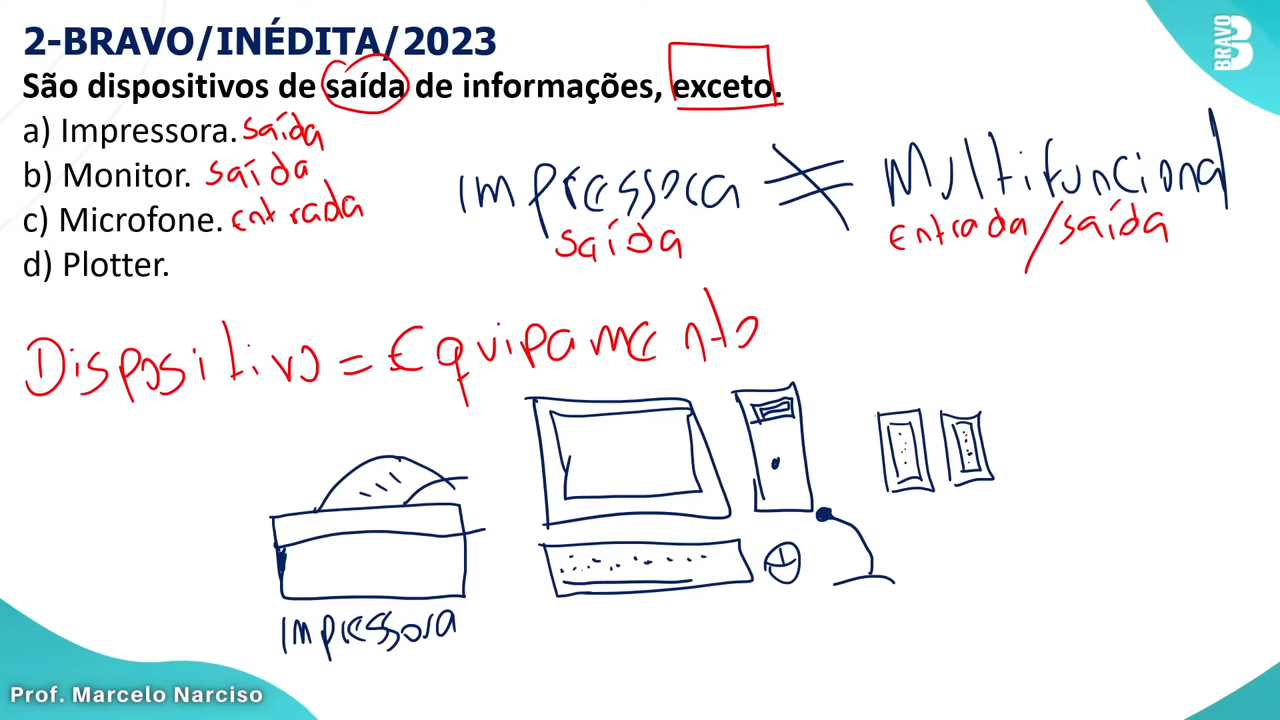 2-BRAVO/INÉDITA/2023
BRAVO
São dispositivos de saída de informações, exceto.
a) Impressora. saída
b) Monitor. saída
c) Microfone. entrada
d) Plotter.
Impressora ≠ Multifuncional
saída entrada/saída
Dispositivo = Equipamento
Impressora
Prof. Marcelo Narciso